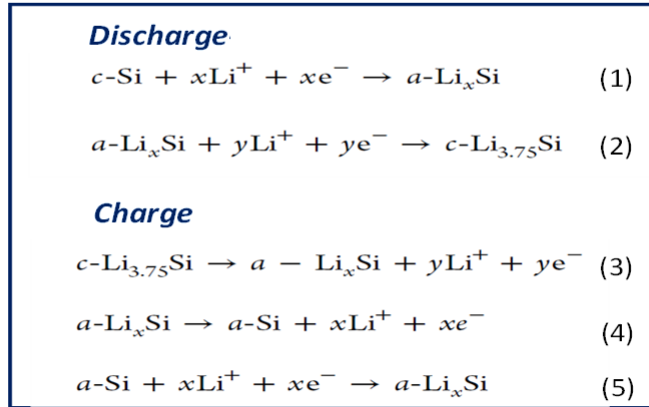 Discharge
c-Si + xLi⁺ + xe⁻ → a-LiₓSi (1)
a-LiₓSi + yLi⁺ + ye⁻ → c-Li₃.₇₅Si (2)
Charge
c-Li₃.₇₅Si → a − LiₓSi + yLi⁺ + ye⁻ (3)
a-LiₓSi → a-Si + xLi⁺ + xe⁻ (4)
a-Si + xLi⁺ + xe⁻ → a-LiₓSi (5)